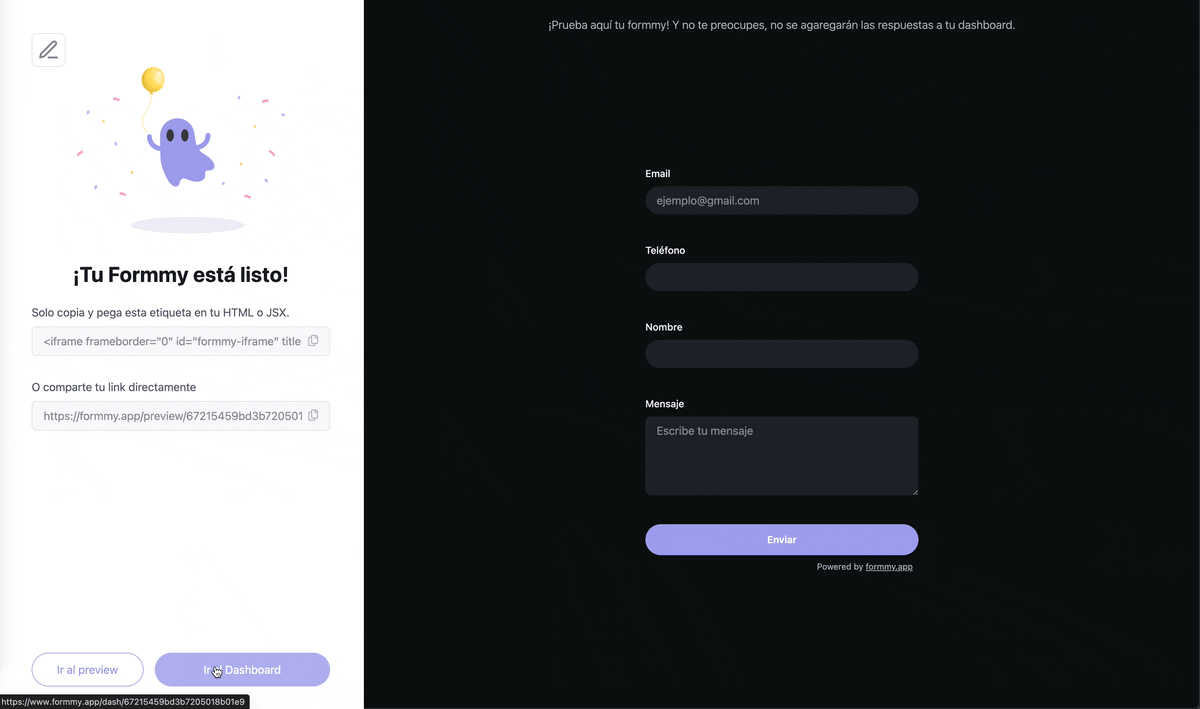 ¡Tu Formmy está listo!
Solo copia y pega esta etiqueta en tu HTML o JSX.
<iframe frameborder="0" id="formmy-iframe" title
O comparte tu link directamente
https://formmy.app/preview/67215459bd3b720501
Ir al preview
Ir al Dashboard
https://www.formmy.app/dash/67215459bd3b7205018b01e9
¡Prueba aquí tu formmy! Y no te preocupes, no se agaregarán las respuestas a tu dashboard.
Email
ejemplo@gmail.com
Teléfono
Nombre
Mensaje
Escribe tu mensaje
Enviar
Powered by formmy.app